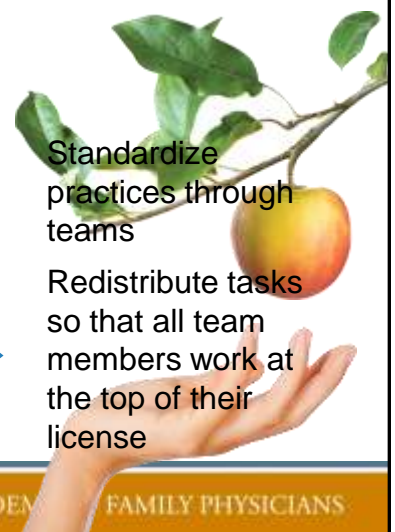 Standardize
practices through
teams
Redistribute tasks
so that all team
members work at
the top of their
license
FAMILY PHYSICIANS